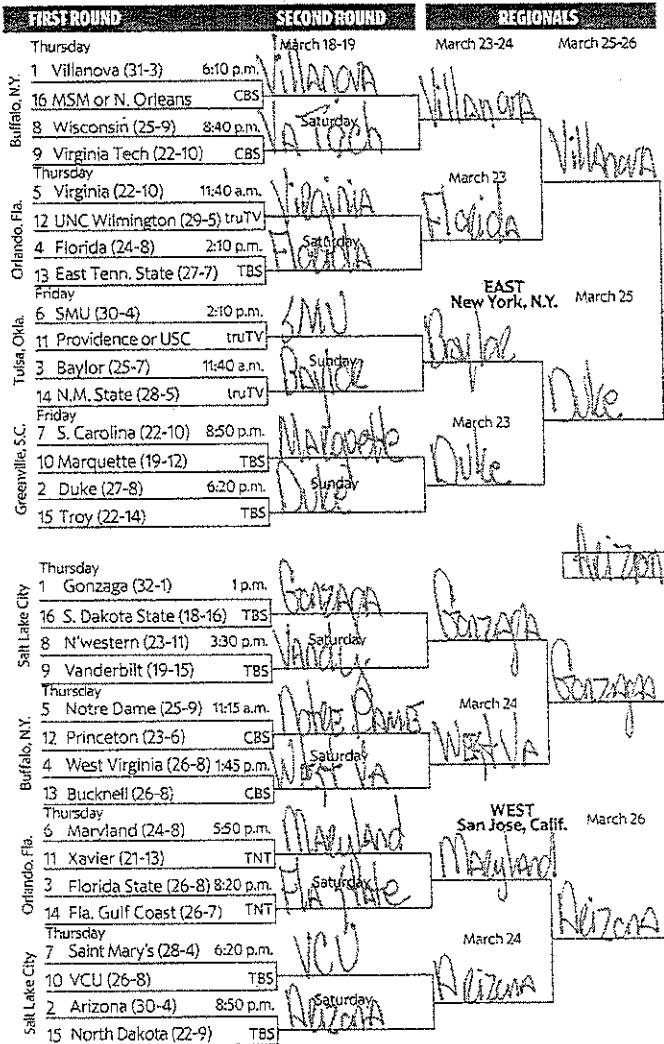 FIRST ROUND SECOND ROUND REGIONALS
Thursday March 18-19 March 23-24 March 25-26
Buffalo, N.Y.
1 Villanova (31-3) 6:10 p.m. Villanova
16 MSM or N. Orleans CBS Saturday Villanova
8 Wisconsin (25-9) 8:40 p.m. Va Tech
9 Virginia Tech (22-10) CBS Villanova
Thursday
Orlando, Fla.
5 Virginia (22-10) 11:40 a.m. Virginia March 23
12 UNC Wilmington (29-5) truTV Saturday Florida
4 Florida (24-8) 2:10 p.m. Florida
13 East Tenn. State (27-7) TBS
Friday EAST
New York, N.Y. March 25
Tulsa, Okla.
6 SMU (30-4) 2:10 p.m. SMU
11 Providence or USC truTV Sunday Baylor
3 Baylor (25-7) 11:40 a.m. Baylor
14 N.M. State (28-5) truTV Duke
Friday
Greenville, S.C.
7 S. Carolina (22-10) 8:50 p.m. Marquette March 23
10 Marquette (19-12) TBS Sunday Duke
2 Duke (27-8) 6:20 p.m. Duke
15 Troy (22-14) TBS
Arizon
Thursday
Salt Lake City
1 Gonzaga (32-1) 1 p.m. Gonzaga
16 S. Dakota State (18-16) TBS Saturday Gonzaga
8 N'western (23-11) 3:30 p.m. Vandy
9 Vanderbilt (19-15) TBS Gonzaga
Thursday
Buffalo, N.Y.
5 Notre Dame (25-9) 11:15 a.m. Notre Dame March 24
12 Princeton (23-6) CBS Saturday West Va
4 West Virginia (26-8) 1:45 p.m. West Va
13 Bucknell (26-8) CBS
Thursday WEST
San Jose, Calif. March 26
Orlando, Fla.
6 Maryland (24-8) 5:50 p.m. Maryland
11 Xavier (21-13) TNT Saturday Maryland
3 Florida State (26-8) 8:20 p.m. Fla State
14 Fla. Gulf Coast (26-7) TNT Arizona
Thursday
Salt Lake City
7 Saint Mary's (28-4) 6:20 p.m. VCU March 24
10 VCU (26-8) TBS Saturday Arizona
2 Arizona (30-4) 8:50 p.m. Arizona
15 North Dakota (22-9) TBS